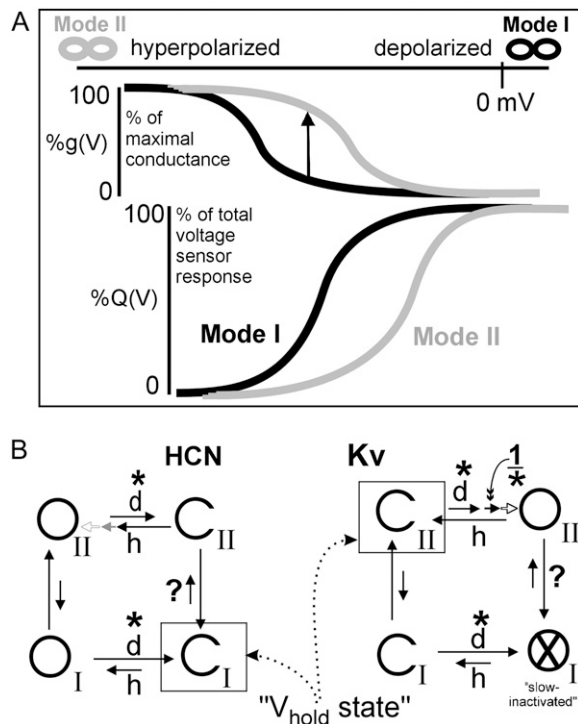 A
Mode II
Mode I
hyperpolarized
depolarized
0 mV
100
%g(V)
0
% of
maximal
conductance
100
%Q(V)
0
% of total
voltage
sensor
response
Mode I
Mode II
B
HCN
Kv
*
d
h
II
II
?
*
d
h
I
I
"Vhold state"
*
d
1
*
h
II
II
?
*
d
h
I
I
"slow-
inactivated"